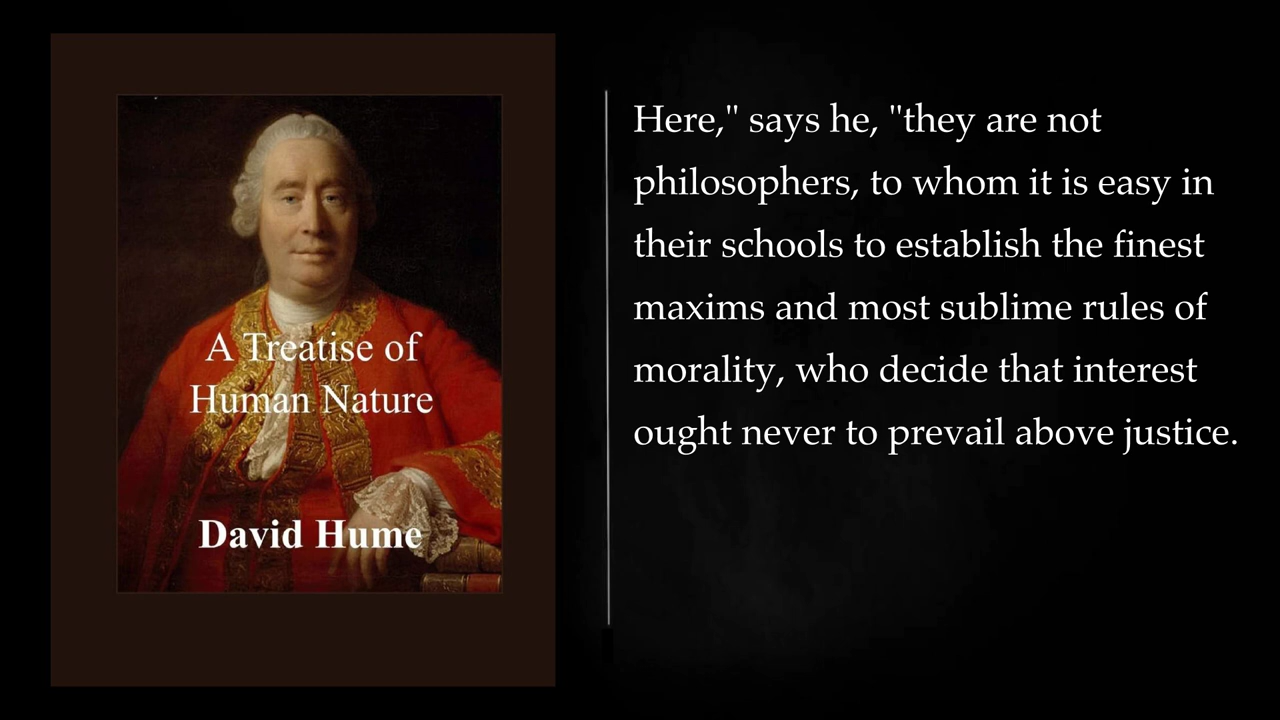 A Treatise of
Human Nature
David Hume
Here," says he, "they are not
philosophers, to whom it is easy in
their schools to establish the finest
maxims and most sublime rules of
morality, who decide that interest
ought never to prevail above justice.